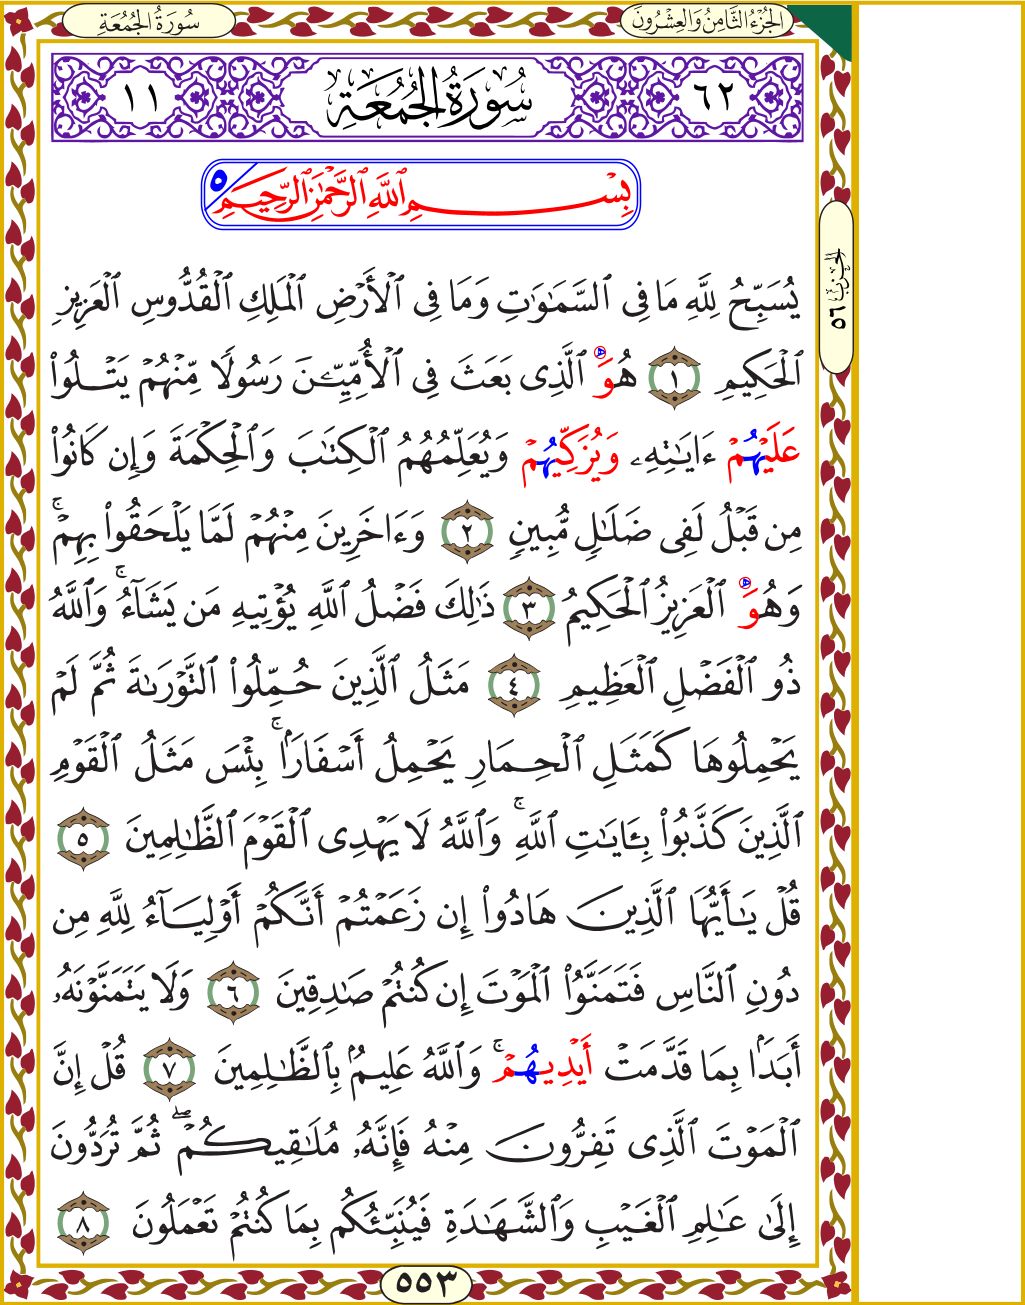 الجُزْءُ الثَّامِنُ وَالعِشْرُونَ
سُورَةُ الجُمُعَةِ
٦٢ سُورَةُ الجُمُعَةِ ١١
بِسْمِ ٱللَّهِ ٱلرَّحْمَٰنِ ٱلرَّحِيمِ ٥
يُسَبِّحُ لِلَّهِ مَا فِى ٱلسَّمَٰوَٰتِ وَمَا فِى ٱلْأَرْضِ ٱلْمَلِكِ ٱلْقُدُّوسِ ٱلْعَزِيزِ
ٱلْحَكِيمِ ١ هُوَ ٱلَّذِى بَعَثَ فِى ٱلْأُمِّيِّـۧنَ رَسُولًا مِّنْهُمْ يَتْلُوا۟
عَلَيْهُمْ ءَايَٰتِهِۦ وَيُزَكِّيهُمْ وَيُعَلِّمُهُمُ ٱلْكِتَٰبَ وَٱلْحِكْمَةَ وَإِن كَانُوا۟
مِن قَبْلُ لَفِى ضَلَٰلٍ مُّبِينٍ ٢ وَءَاخَرِينَ مِنْهُمْ لَمَّا يَلْحَقُوا۟ بِهِمْ ۚ
وَهُوَ ٱلْعَزِيزُ ٱلْحَكِيمُ ٣ ذَٰلِكَ فَضْلُ ٱللَّهِ يُؤْتِيهِ مَن يَشَآءُ ۚ وَٱللَّهُ
ذُو ٱلْفَضْلِ ٱلْعَظِيمِ ٤ مَثَلُ ٱلَّذِينَ حُمِّلُوا۟ ٱلتَّوْرَىٰةَ ثُمَّ لَمْ
يَحْمِلُوهَا كَمَثَلِ ٱلْحِمَارِ يَحْمِلُ أَسْفَارًۢا ۚ بِئْسَ مَثَلُ ٱلْقَوْمِ
ٱلَّذِينَ كَذَّبُوا۟ بِـَٔايَٰتِ ٱللَّهِ ۚ وَٱللَّهُ لَا يَهْدِى ٱلْقَوْمَ ٱلظَّٰلِمِينَ ٥
قُلْ يَٰٓأَيُّهَا ٱلَّذِينَ هَادُوٓا۟ إِن زَعَمْتُمْ أَنَّكُمْ أَوْلِيَآءُ لِلَّهِ مِن
دُونِ ٱلنَّاسِ فَتَمَنَّوُا۟ ٱلْمَوْتَ إِن كُنتُمْ صَٰدِقِينَ ٦ وَلَا يَتَمَنَّوْنَهُۥٓ
أَبَدًۢا بِمَا قَدَّمَتْ أَيْدِيهُمْ ۚ وَٱللَّهُ عَلِيمٌۢ بِٱلظَّٰلِمِينَ ٧ قُلْ إِنَّ
ٱلْمَوْتَ ٱلَّذِى تَفِرُّونَ مِنْهُ فَإِنَّهُۥ مُلَٰقِيكُمْ ۖ ثُمَّ تُرَدُّونَ
إِلَىٰ عَٰلِمِ ٱلْغَيْبِ وَٱلشَّهَٰدَةِ فَيُنَبِّئُكُم بِمَا كُنتُمْ تَعْمَلُونَ ٨
الحزب ٥٦
٥٥٣